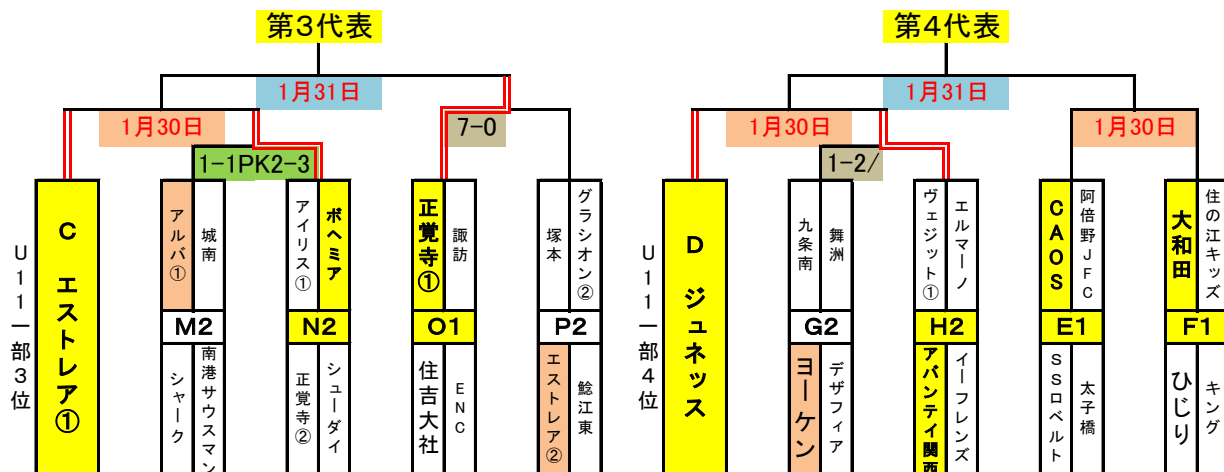 第3代表
第4代表
1月31日
1月31日
1月30日
7-0
1月30日
1月30日
1-1PK2-3
1-2/
U11一部3位
C エストレア①
アルバ①
城南
アイリス①
ボヘミア
正覚寺①
諏訪
塚本
グラシオン②
U11一部4位
D ジュネッス
九条南
舞洲
ヴェジット①
エルマーノ
CAOS
阿倍野JFC
大和田
住の江キッズ
M2
N2
O1
P2
G2
H2
E1
F1
シャーク
南港サウスマン
正覚寺②
シューダイ
住吉大社
ENC
エストレア②
鯰江東
ヨーケン
デザフィア
アバンテイ関西
イーフレンズ
SSロベルト
太子橋
ひじり
キング